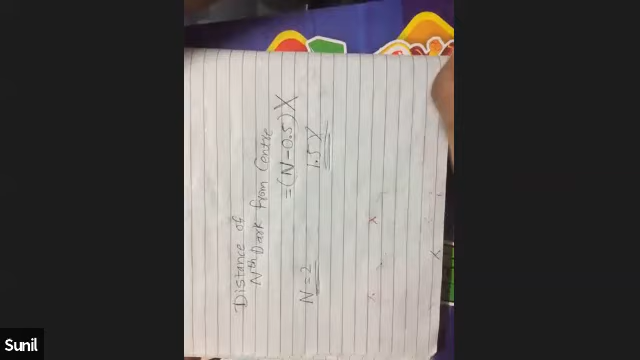 Distance of
Nth Dark from Centre
= (N-0.5) X
N = 2
1.5 X
x
x
x
Sunil